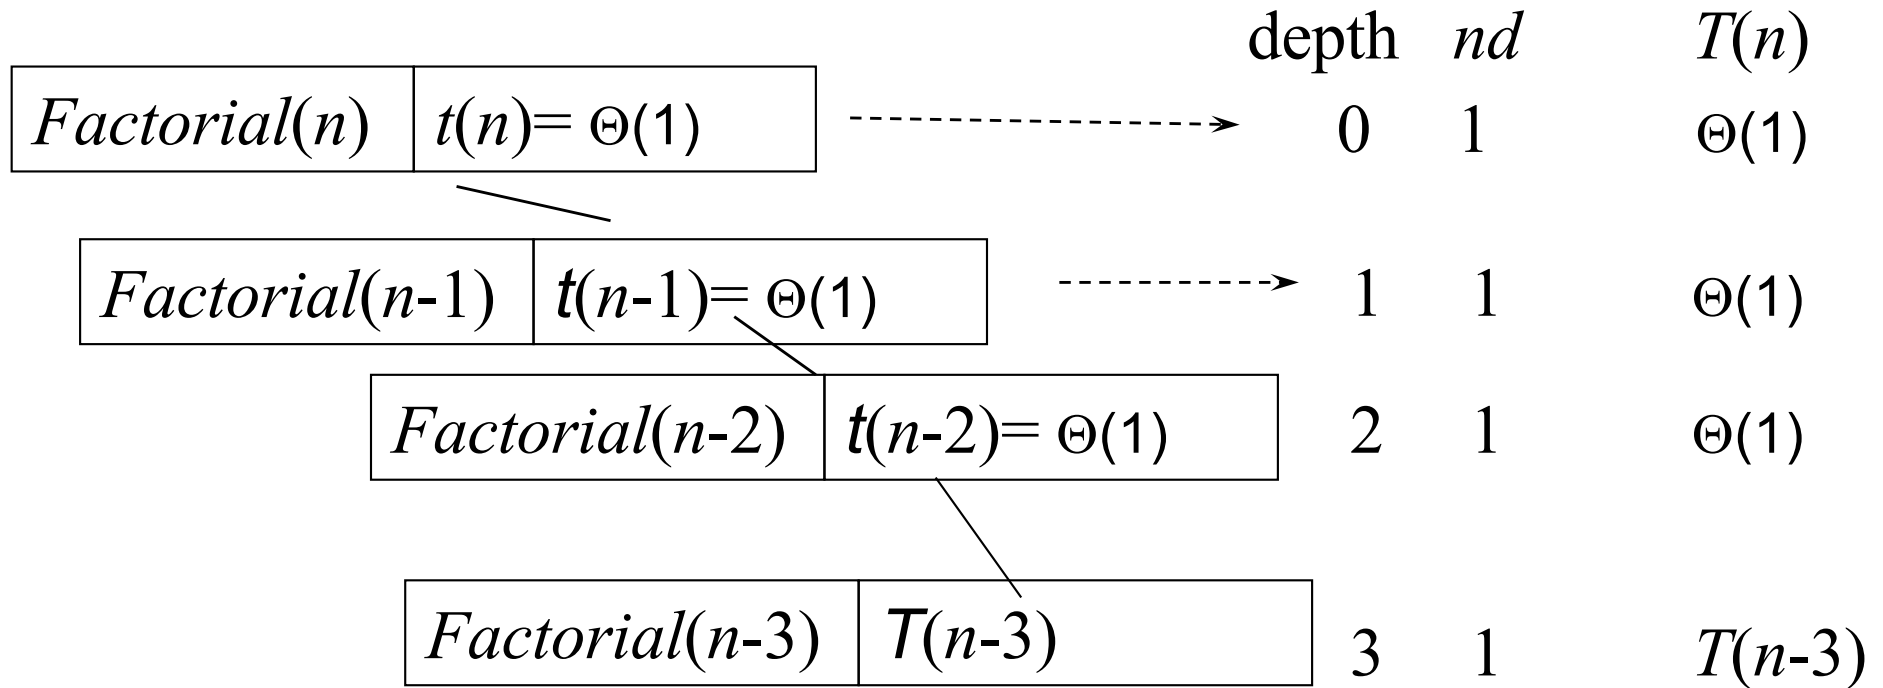 depth nd T(n)
Factorial(n) t(n)= Θ(1) 0 1 Θ(1)
Factorial(n-1) t(n-1)= Θ(1) 1 1 Θ(1)
Factorial(n-2) t(n-2)= Θ(1) 2 1 Θ(1)
Factorial(n-3) T(n-3) 3 1 T(n-3)